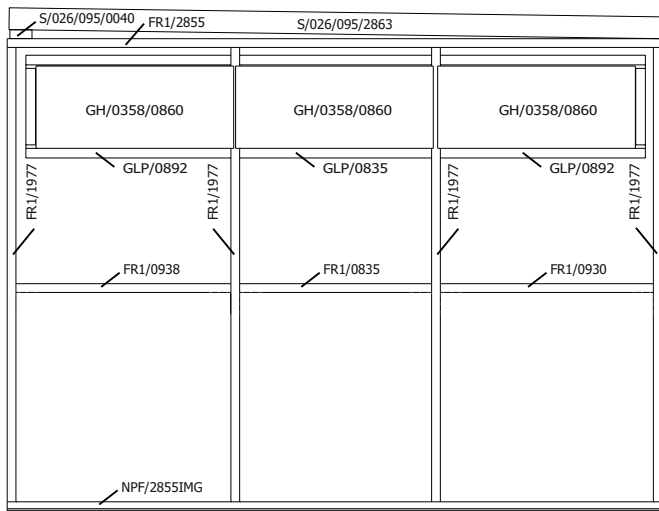 S/026/095/0040
FR1/2855
S/026/095/2863
GH/0358/0860
GH/0358/0860
GH/0358/0860
GLP/0892
GLP/0835
GLP/0892
FR1/1977
FR1/1977
FR1/1977
FR1/1977
FR1/0938
FR1/0835
FR1/0930
NPF/2855IMG